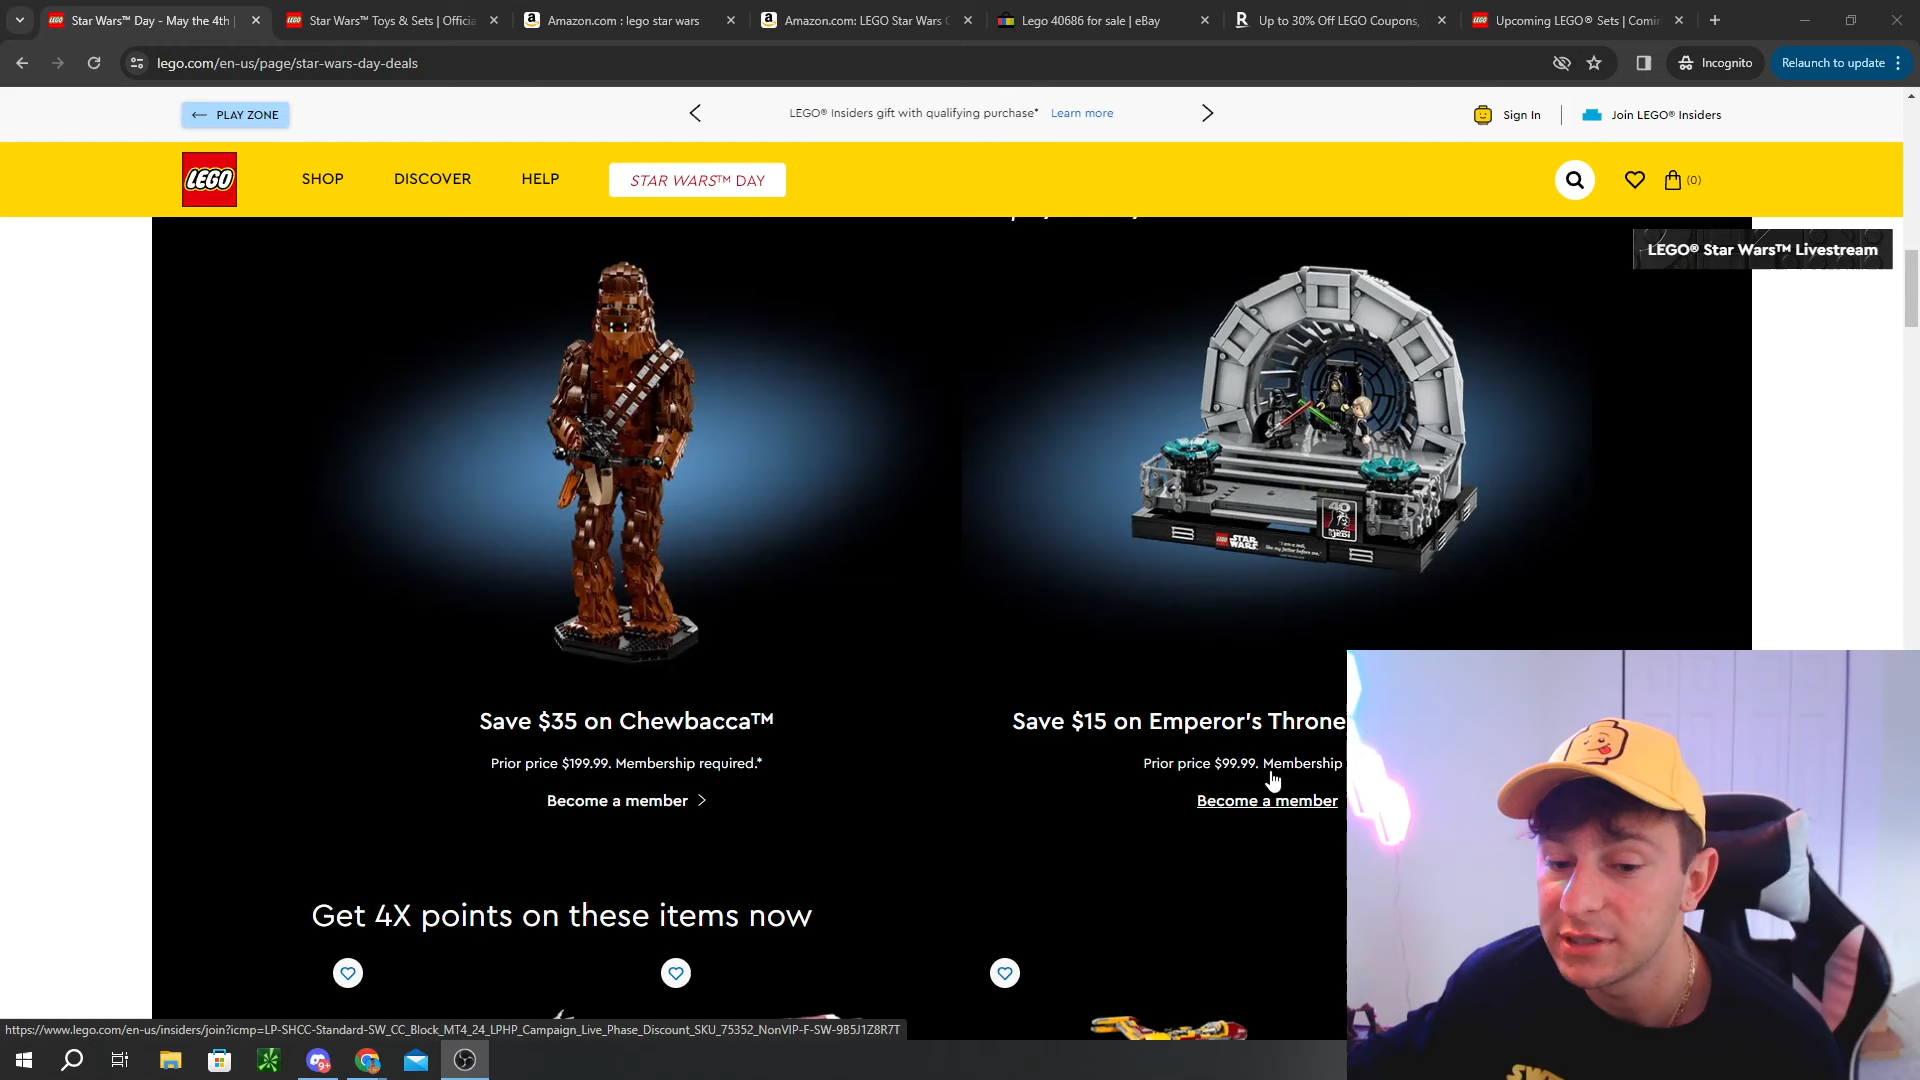 Star Wars™ Day - May the 4th
Star Wars™ Toys & Sets | Officia
Amazon.com : lego star wars
Amazon.com: LEGO Star Wars C
Lego 40686 for sale | eBay
Up to 30% Off LEGO Coupons,
Upcoming LEGO® Sets | Comin
lego.com/en-us/page/star-wars-day-deals
Incognito
Relaunch to update
PLAY ZONE
LEGO® Insiders gift with qualifying purchase* Learn more
Sign In
Join LEGO® Insiders
LEGO
SHOP
DISCOVER
HELP
STAR WARS™ DAY
(0)
LEGO® Star Wars™ Livestream
Save $35 on Chewbacca™
Prior price $199.99. Membership required.*
Become a member
Save $15 on Emperor's Throne
Prior price $99.99. Membership
Become a member
Get 4X points on these items now
https://www.lego.com/en-us/insiders/join?icmp=LP-SHCC-Standard-SW_CC_Block_MT4_24_LPHP_Campaign_Live_Phase_Discount_SKU_75352_NonVIP-F-SW-9B5J1Z8R7T